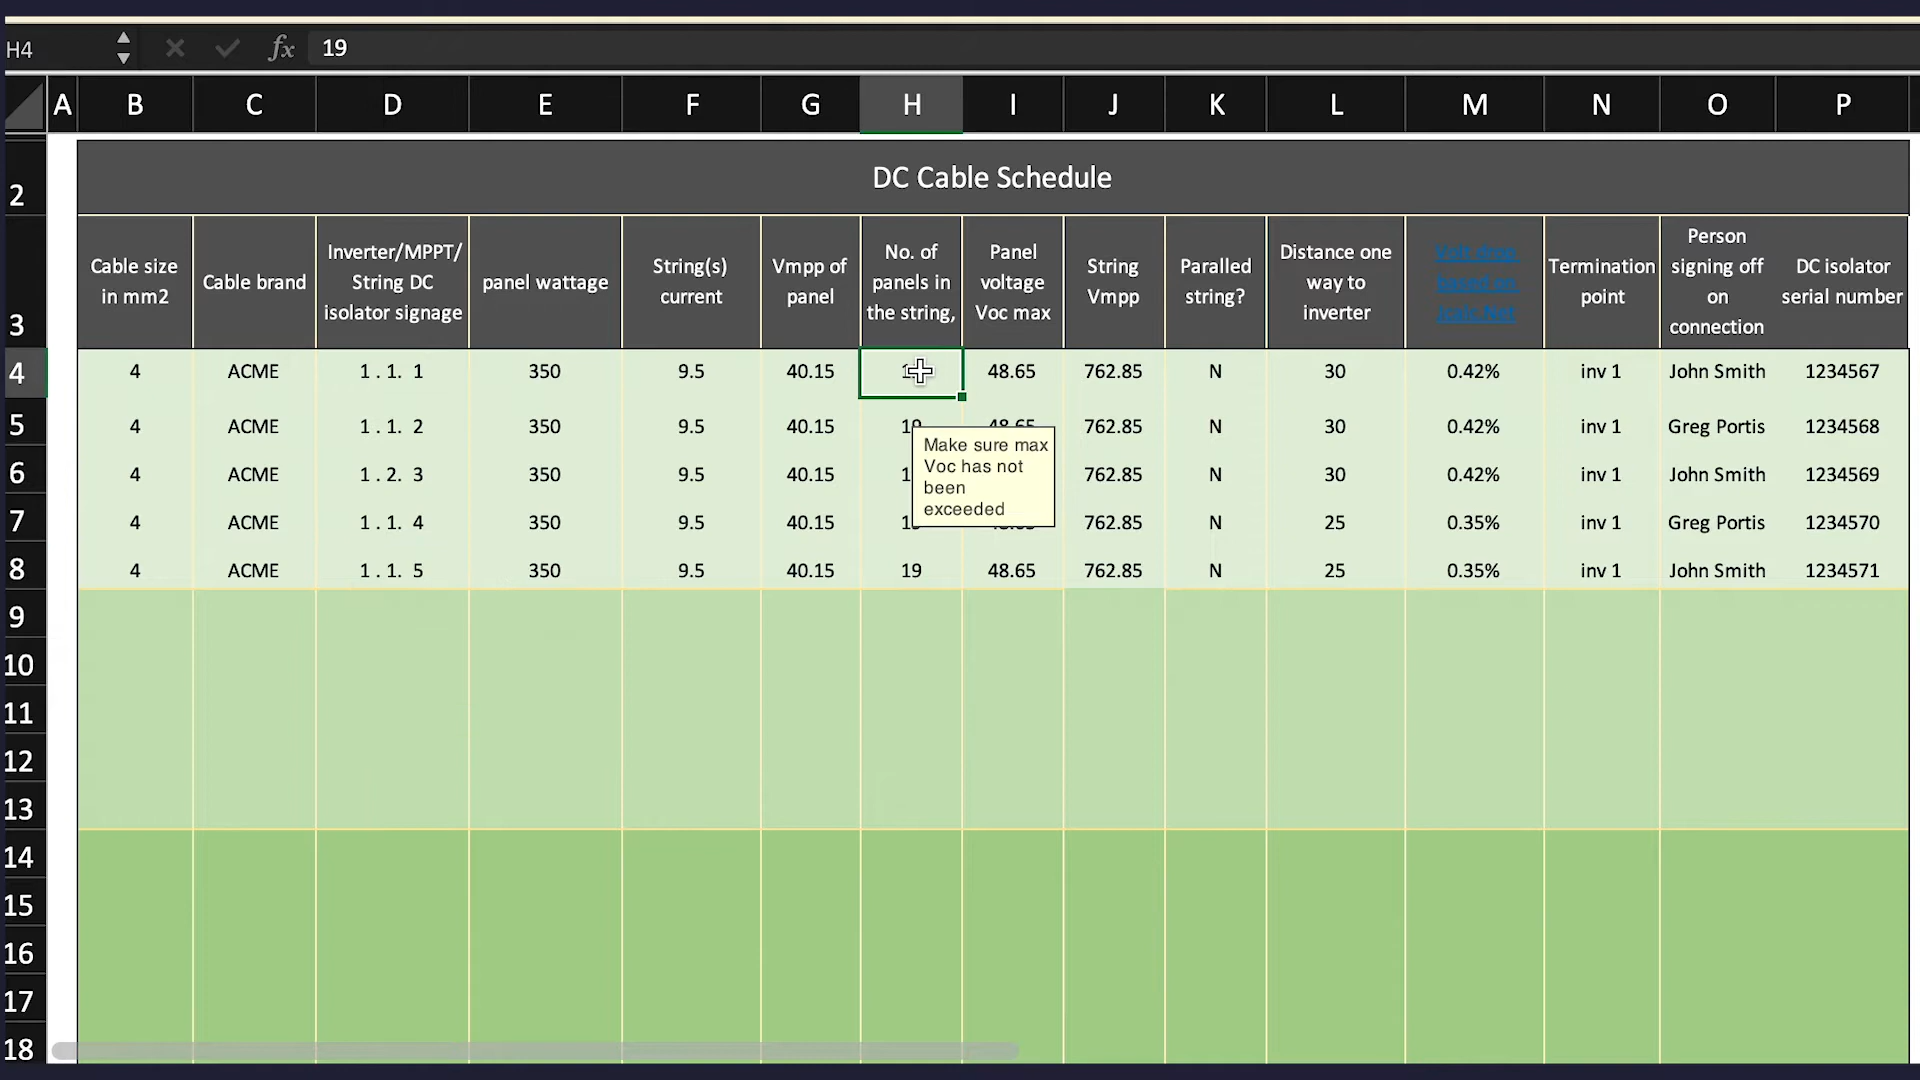 H4 fx 19
A B C D E F G H I J K L M N O P
2 DC Cable Schedule
3
Cable size
in mm2
Cable brand
Inverter/MPPT/
String DC
isolator signage
panel wattage
String(s)
current
Vmpp of
panel
No. of
panels in
the string,
Panel
voltage
Voc max
String
Vmpp
Paralled
string?
Distance one
way to
inverter
Volt drop
based on
Jcalc.Net
Termination
point
Person
signing off
on
connection
DC isolator
serial number
4 4 ACME 1 . 1. 1 350 9.5 40.15 48.65 762.85 N 30 0.42% inv 1 John Smith 1234567
5 4 ACME 1 . 1. 2 350 9.5 40.15 19 48.65 762.85 N 30 0.42% inv 1 Greg Portis 1234568
6 4 ACME 1 . 2. 3 350 9.5 40.15 762.85 N 30 0.42% inv 1 John Smith 1234569
7 4 ACME 1 . 1. 4 350 9.5 40.15 762.85 N 25 0.35% inv 1 Greg Portis 1234570
8 4 ACME 1 . 1. 5 350 9.5 40.15 19 48.65 762.85 N 25 0.35% inv 1 John Smith 1234571
Make sure max
Voc has not
been
exceeded
9
10
11
12
13
14
15
16
17
18